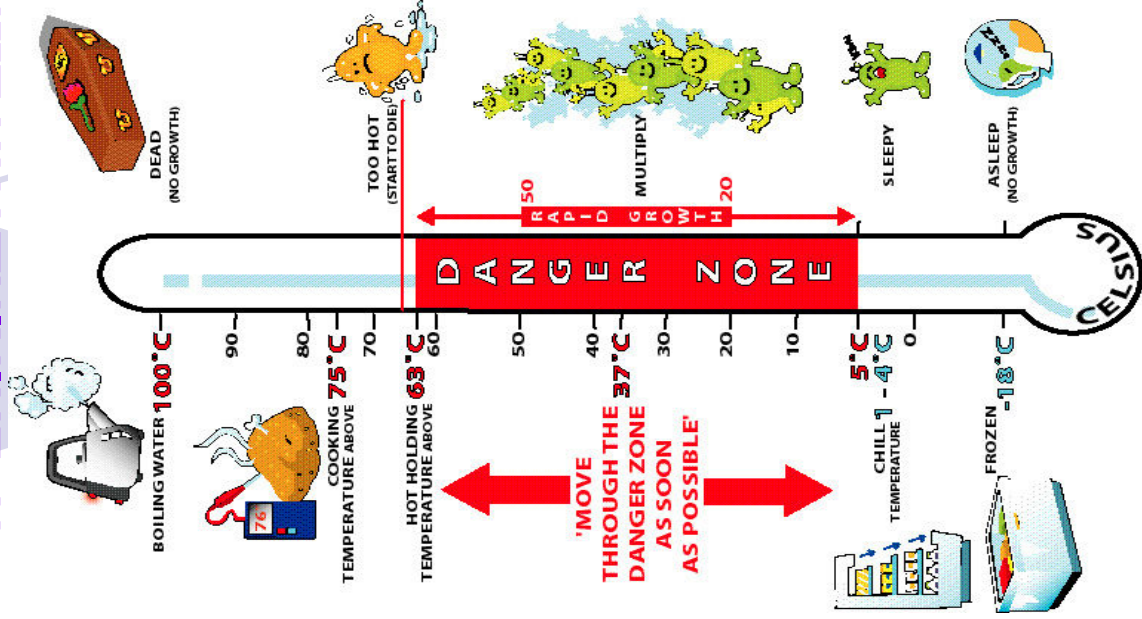 BOILING WATER 100°C
DEAD
(NO GROWTH)
90
80
76
COOKING
TEMPERATURE ABOVE
75°C
70
TOO HOT
(START TO DIE)
HOT HOLDING
TEMPERATURE ABOVE
63°C
60
50
40
37°C
30
20
10
DANGER ZONE
50
RAPID GROWTH
20
MULTIPLY
'MOVE
THROUGH THE
DANGER ZONE
AS SOON
AS POSSIBLE'
5°C
CHILL 1 - 4°C
TEMPERATURE
0
SLEEPY
FROZEN
-18°C
ASLEEP
(NO GROWTH)
CELSIUS